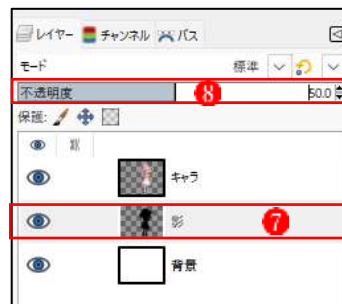 レイヤー チャンネル パス
モード 標準
不透明度 8 50.0
保護:
キャラ
影 7
背景